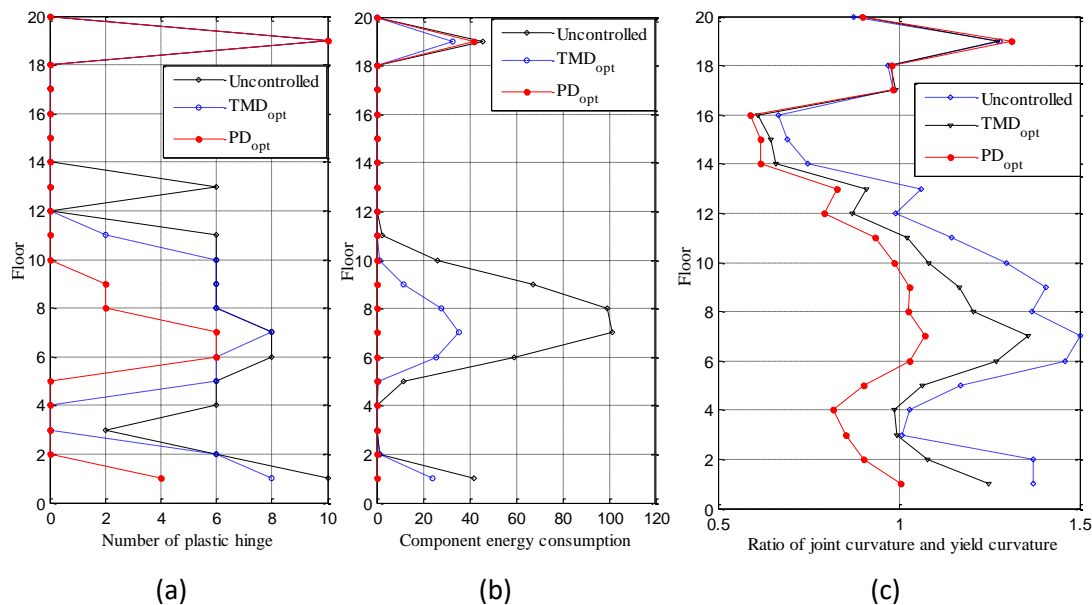 20
18
16
14
12
10
8
6
4
2
0
Floor
0 2 4 6 8 10
Number of plastic hinge
Uncontrolled
TMDopt
PDopt
(a)
20
18
16
14
12
10
8
6
4
2
0
Floor
0 20 40 60 80 100 120
Component energy consumption
Uncontrolled
TMDopt
PDopt
(b)
20
18
16
14
12
10
8
6
4
2
0
Floor
0.5 1 1.5
Ratio of joint curvature and yield curvature
Uncontrolled
TMDopt
PDopt
(c)